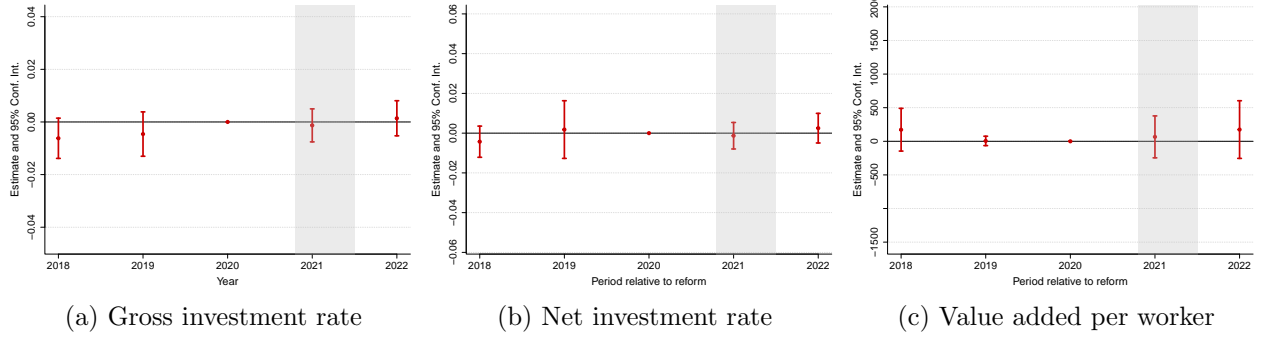 Estimate and 95% Conf. Int.
0.04
0.02
0.00
−0.02
−0.04
2018 2019 2020 2021 2022
Year
(a) Gross investment rate
Estimate and 95% Conf. Int.
0.06
0.04
0.02
0.00
−0.02
−0.04
−0.06
2018 2019 2020 2021 2022
Period relative to reform
(b) Net investment rate
Estimate and 95% Conf. Int.
1500
1000
500
0
−500
−1500
2018 2019 2020 2021 2022
Period relative to reform
(c) Value added per worker